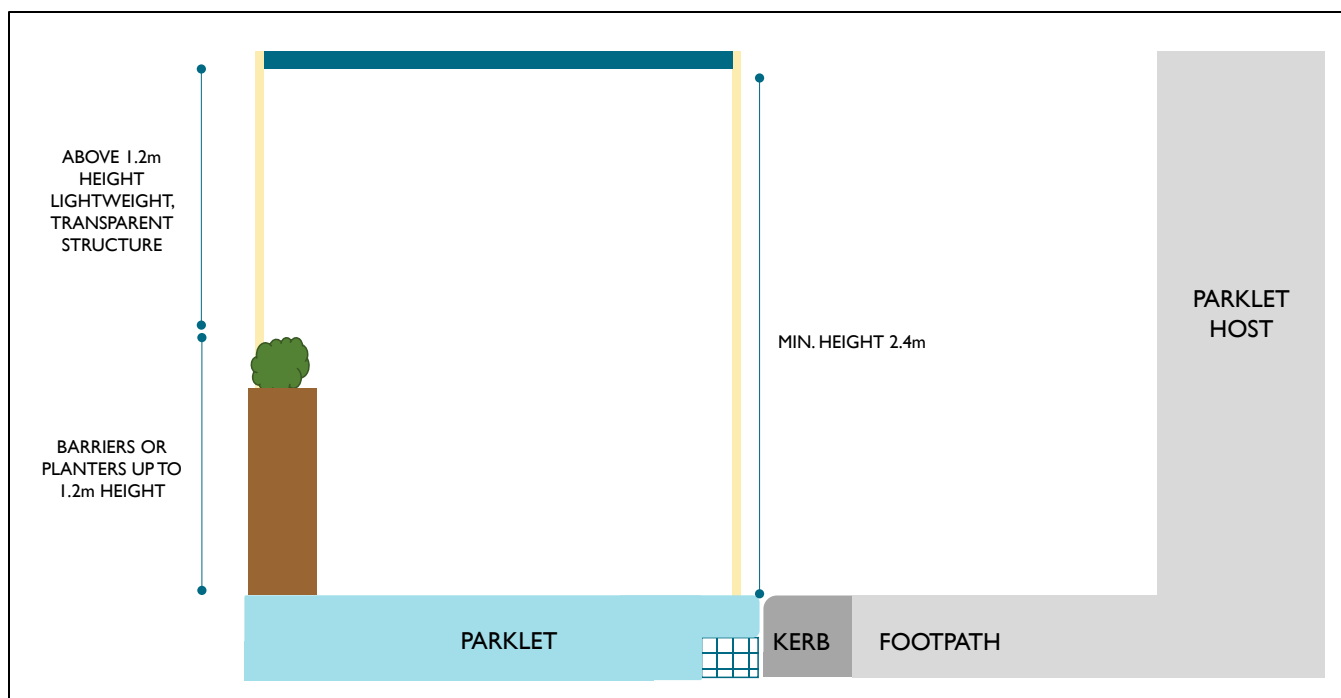 ABOVE 1.2m
HEIGHT
LIGHTWEIGHT,
TRANSPARENT
STRUCTURE
BARRIERS OR
PLANTERS UP TO
1.2m HEIGHT
MIN. HEIGHT 2.4m
PARKLET
HOST
PARKLET
KERB
FOOTPATH